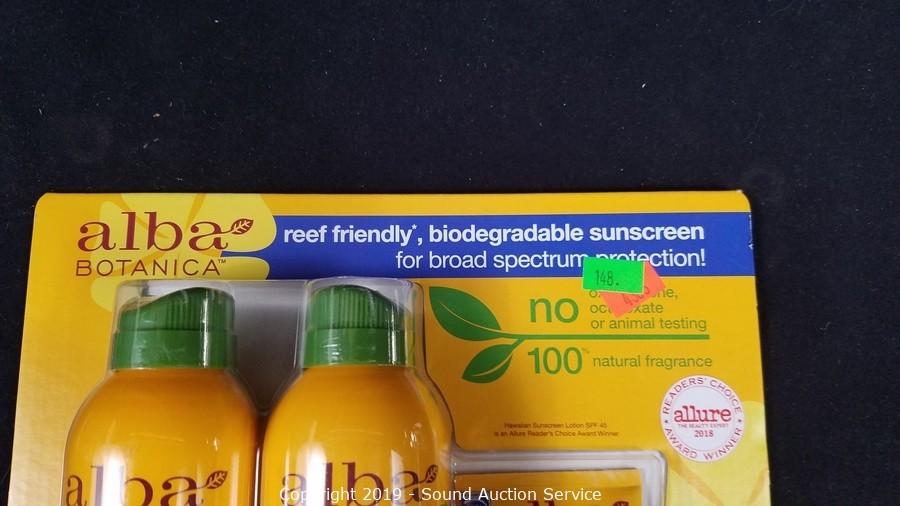 alba
BOTANICA™
reef friendly*, biodegradable sunscreen
for broad spectrum protection!
148.
no
or animal testing
100% natural fragrance
READERS' CHOICE
allure
THE BEAUTY EXPERT
2018
AWARD WINNER
Hawaiian Sunscreen Lotion SPF 45
is an Allure Reader's Choice Award Winner
alba
alba
Copyright 2019 - Sound Auction Service